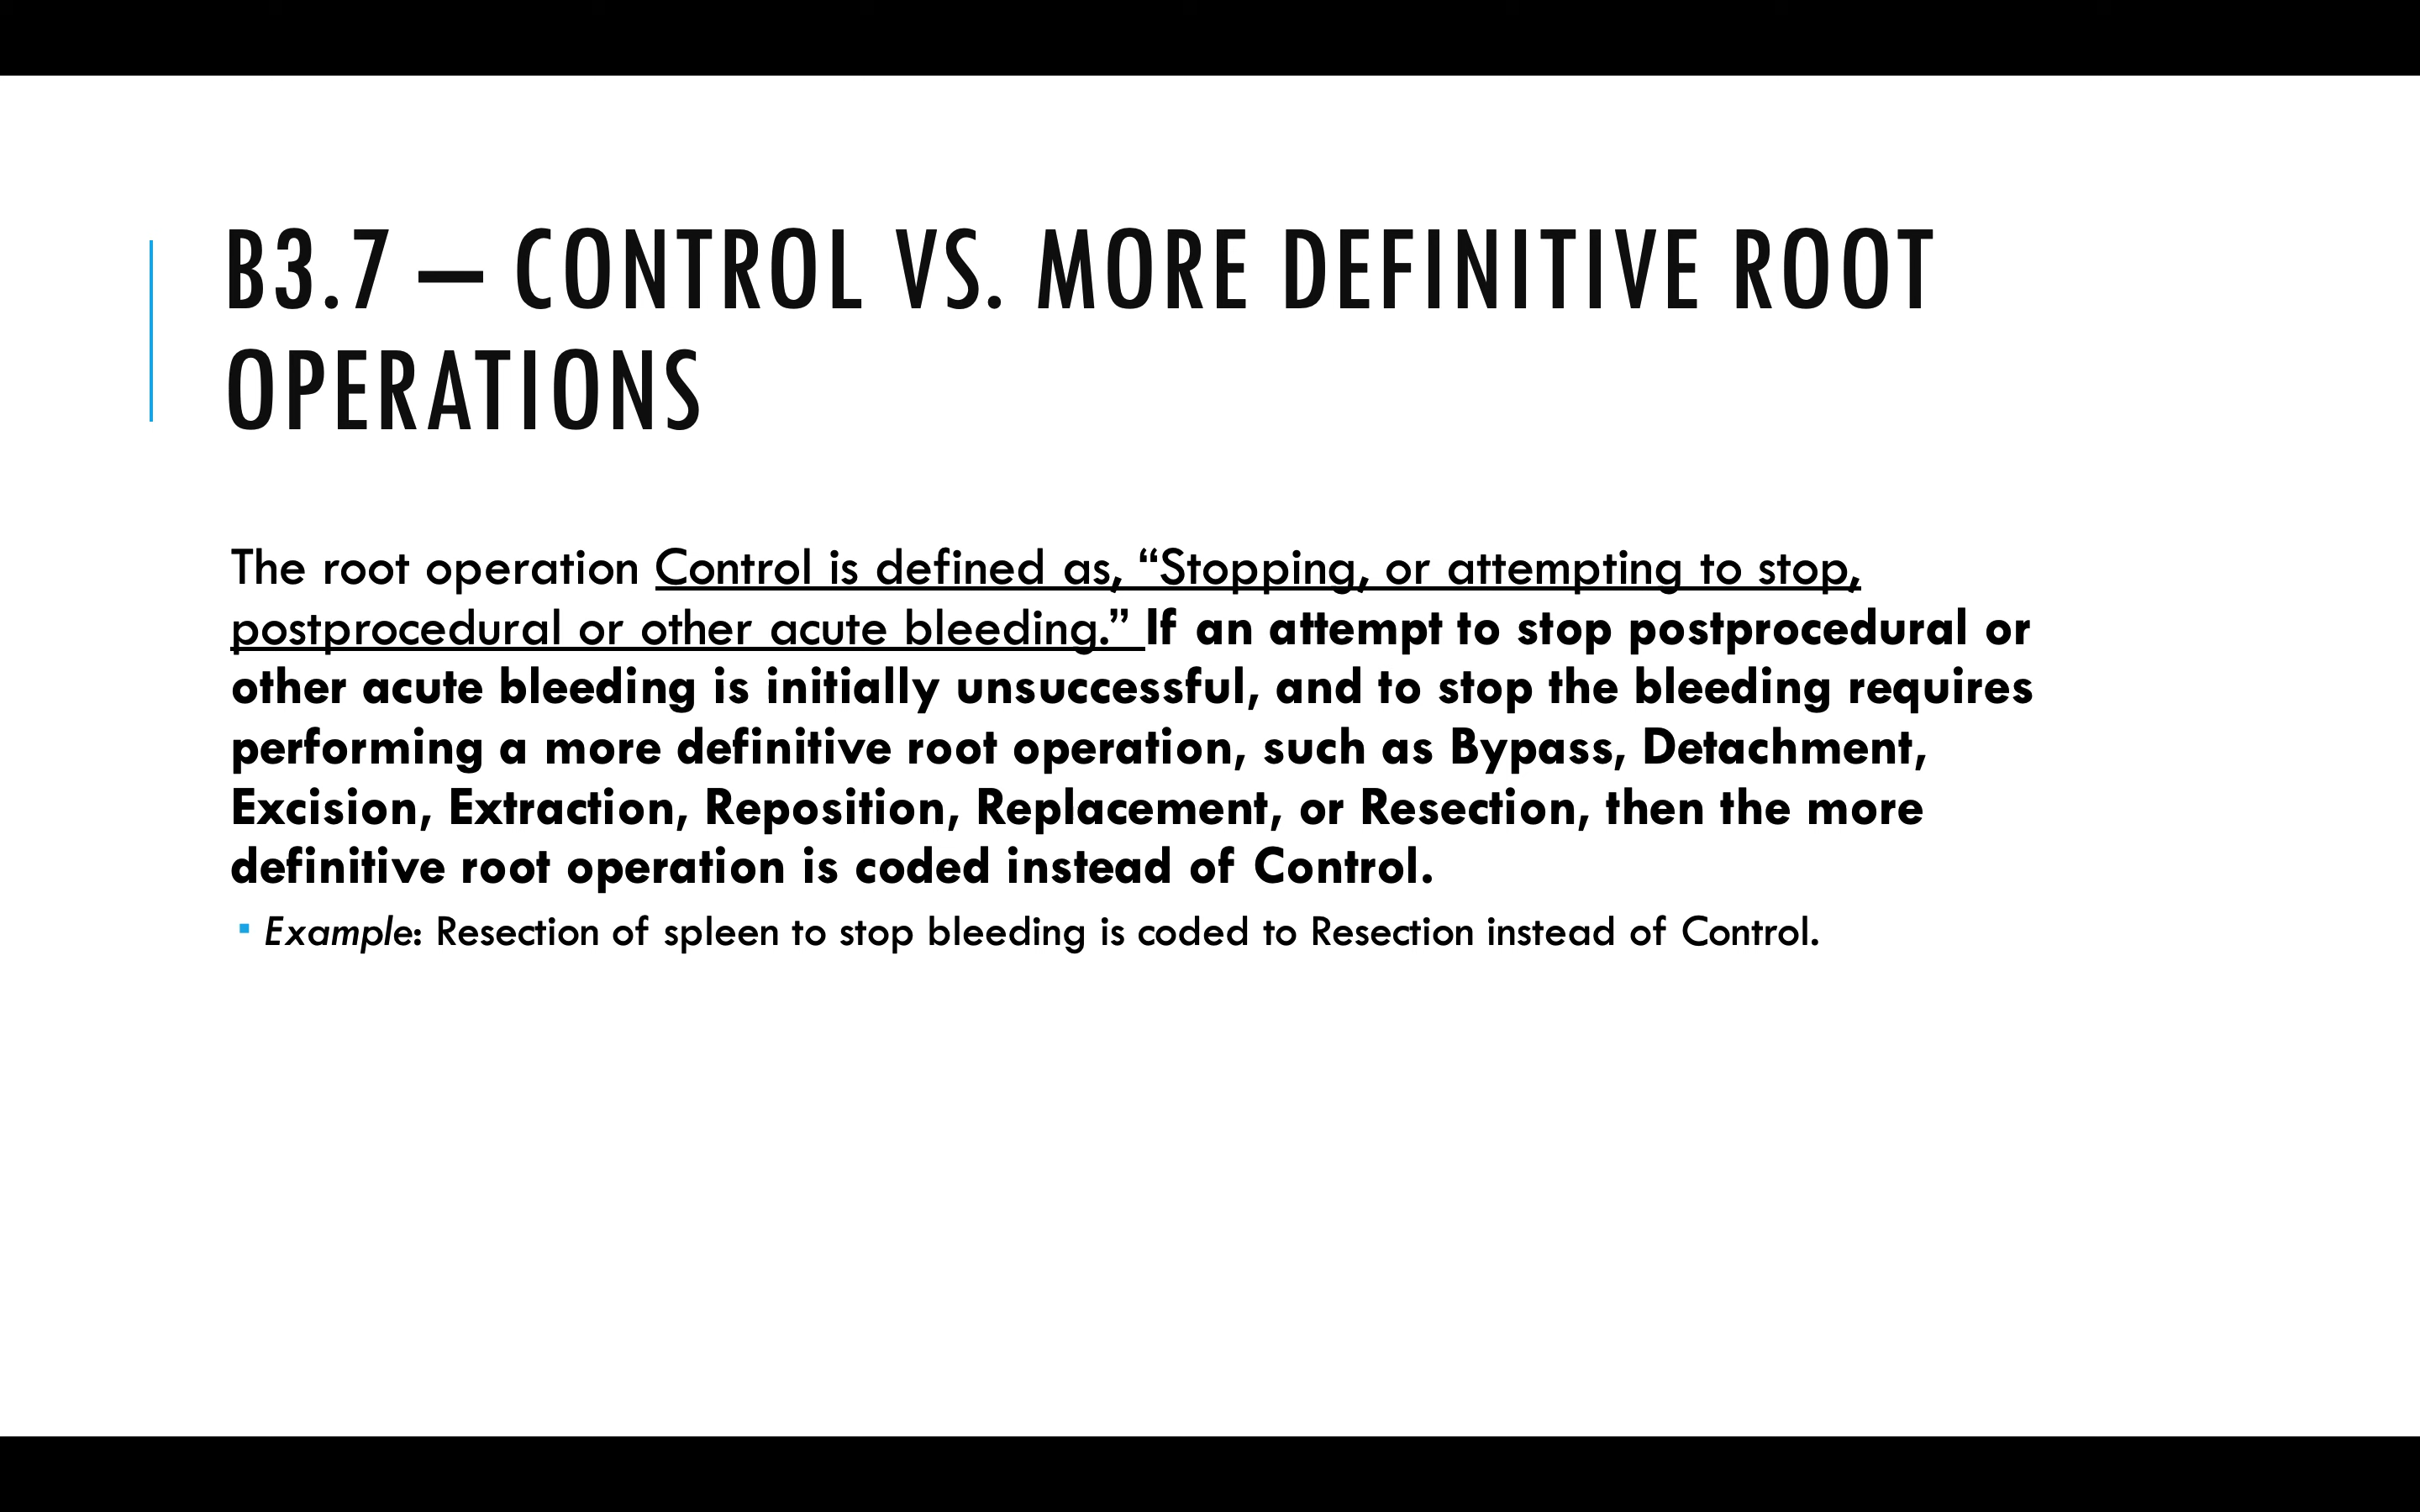 B3.7 – CONTROL VS. MORE DEFINITIVE ROOT
OPERATIONS
The root operation Control is defined as, “Stopping, or attempting to stop,
postprocedural or other acute bleeding.” If an attempt to stop postprocedural or
other acute bleeding is initially unsuccessful, and to stop the bleeding requires
performing a more definitive root operation, such as Bypass, Detachment,
Excision, Extraction, Reposition, Replacement, or Resection, then the more
definitive root operation is coded instead of Control.
▪ Example: Resection of spleen to stop bleeding is coded to Resection instead of Control.